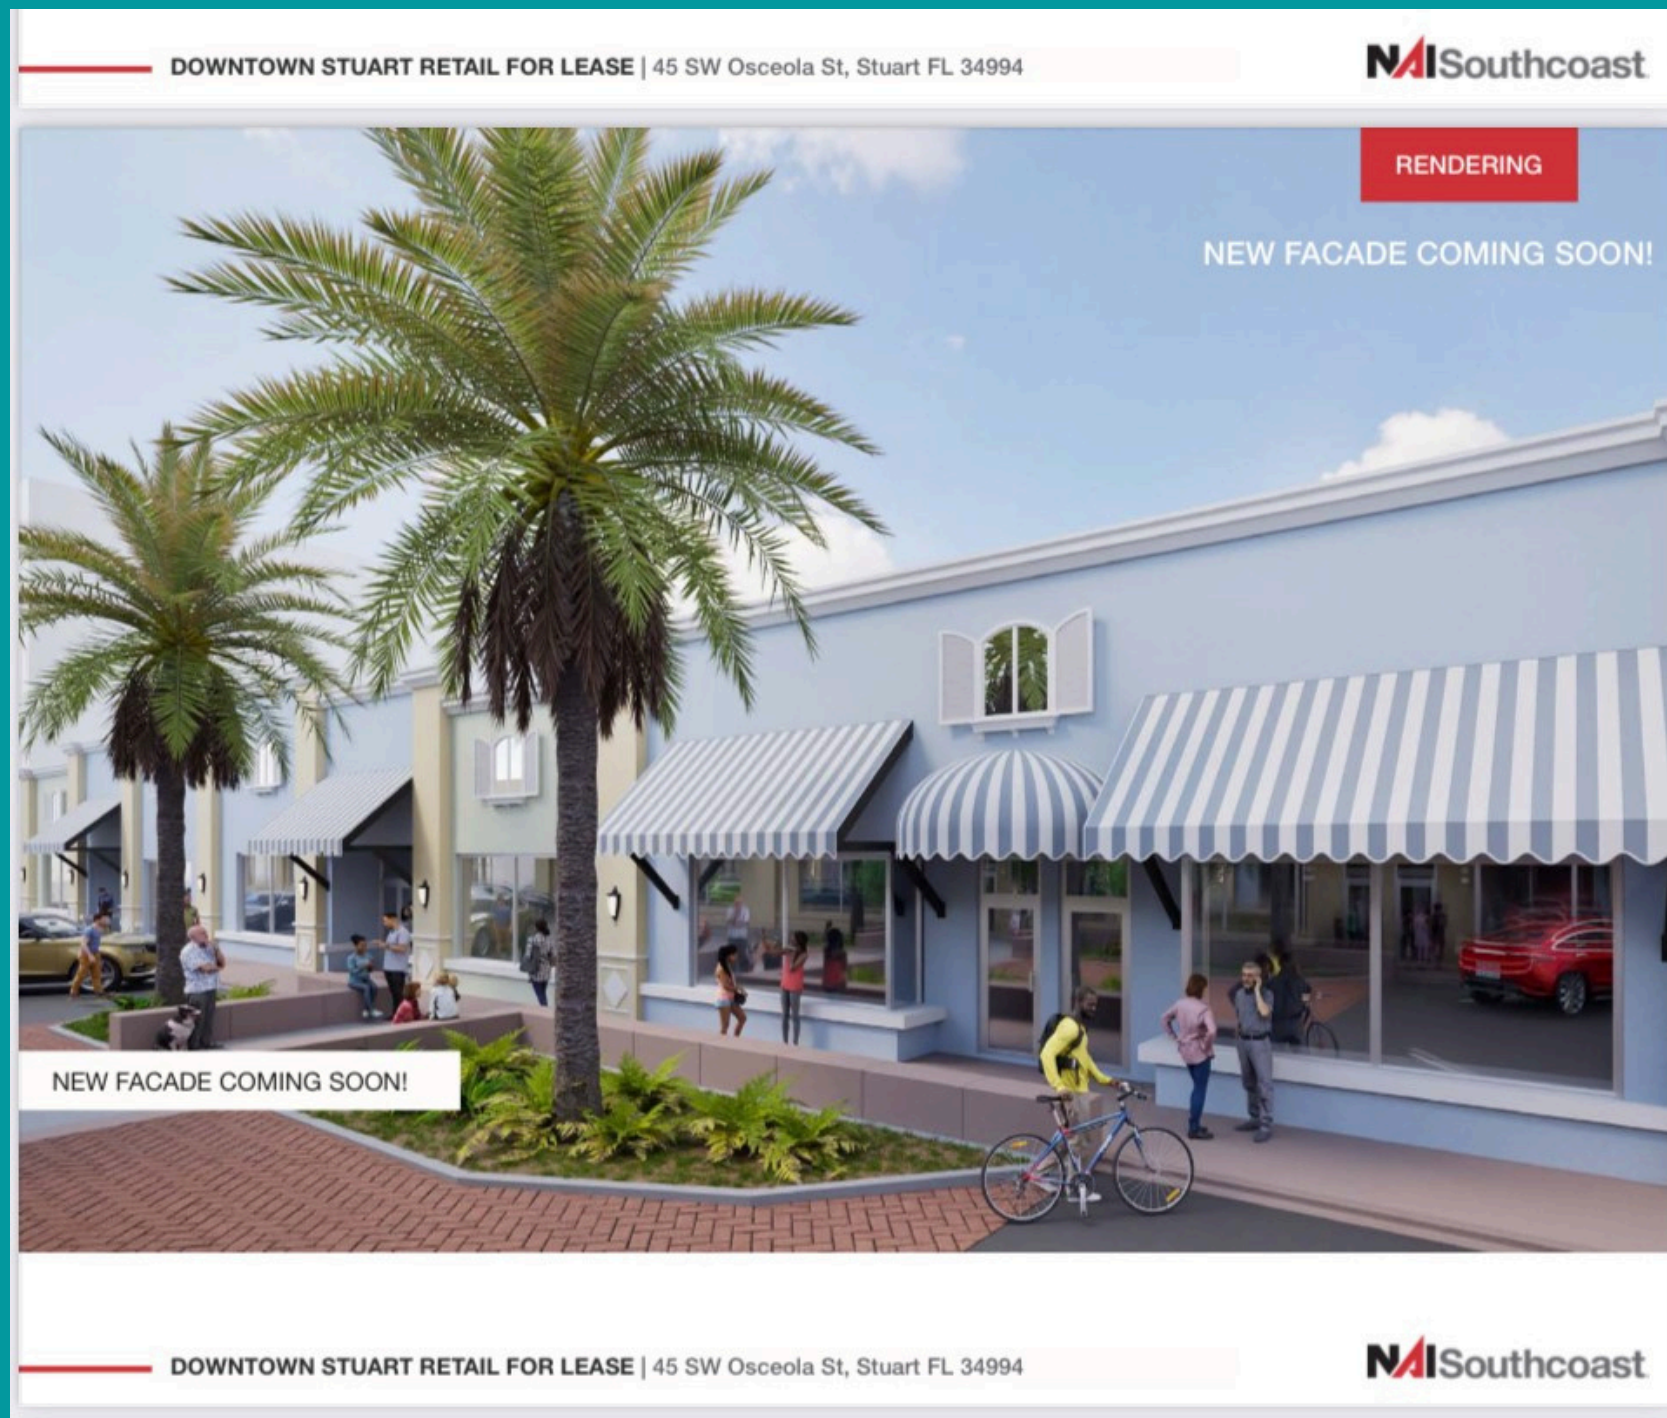 DOWNTOWN STUART RETAIL FOR LEASE | 45 SW Osceola St, Stuart FL 34994
NAISouthcoast
RENDERING
NEW FACADE COMING SOON!
NEW FACADE COMING SOON!
DOWNTOWN STUART RETAIL FOR LEASE | 45 SW Osceola St, Stuart FL 34994
NAISouthcoast